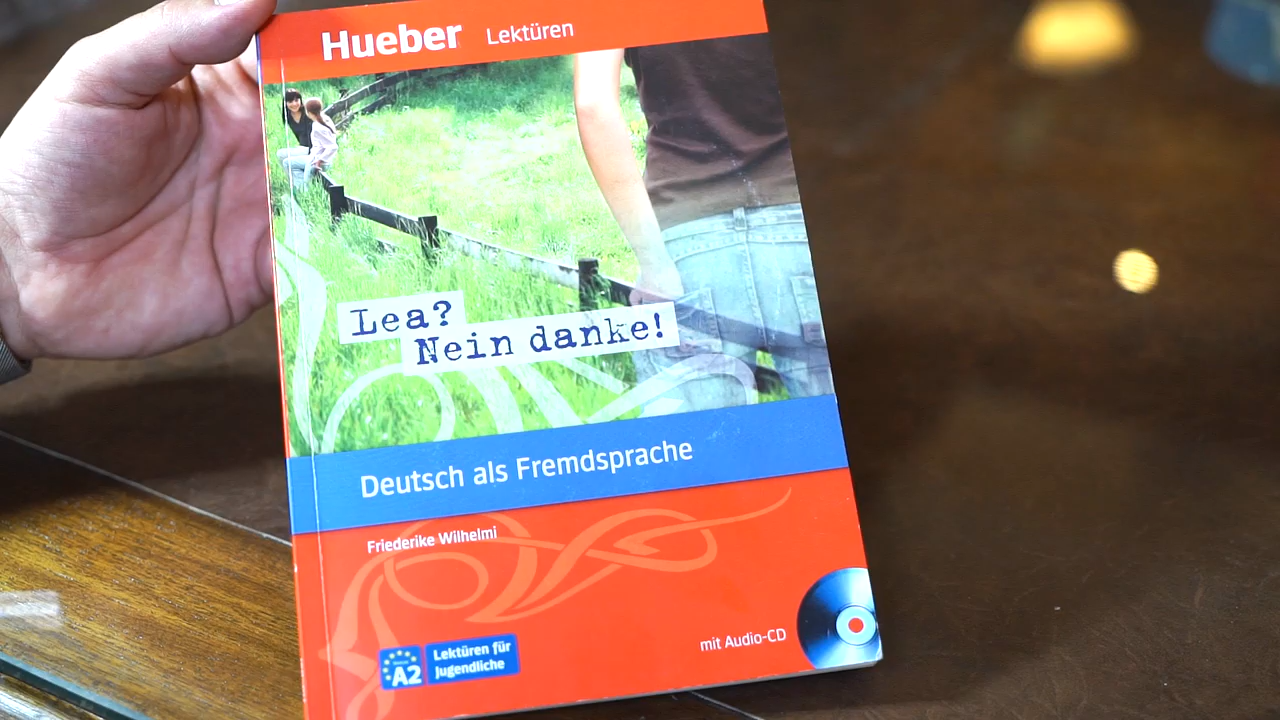 Hueber Lektüren
Lea?
Nein danke!
Deutsch als Fremdsprache
Friederike Wilhelmi
A2
Lektüren für
Jugendliche
mit Audio-CD